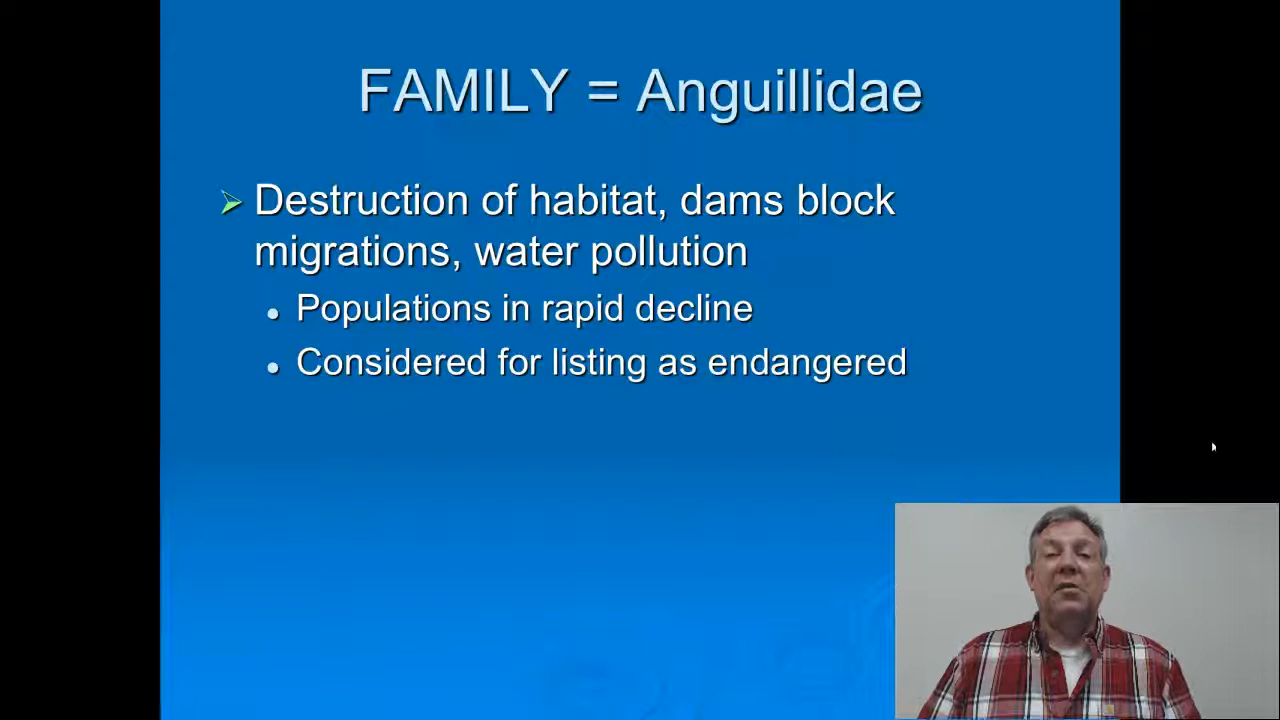 FAMILY = Anguillidae
Destruction of habitat, dams block
migrations, water pollution
Populations in rapid decline
Considered for listing as endangered